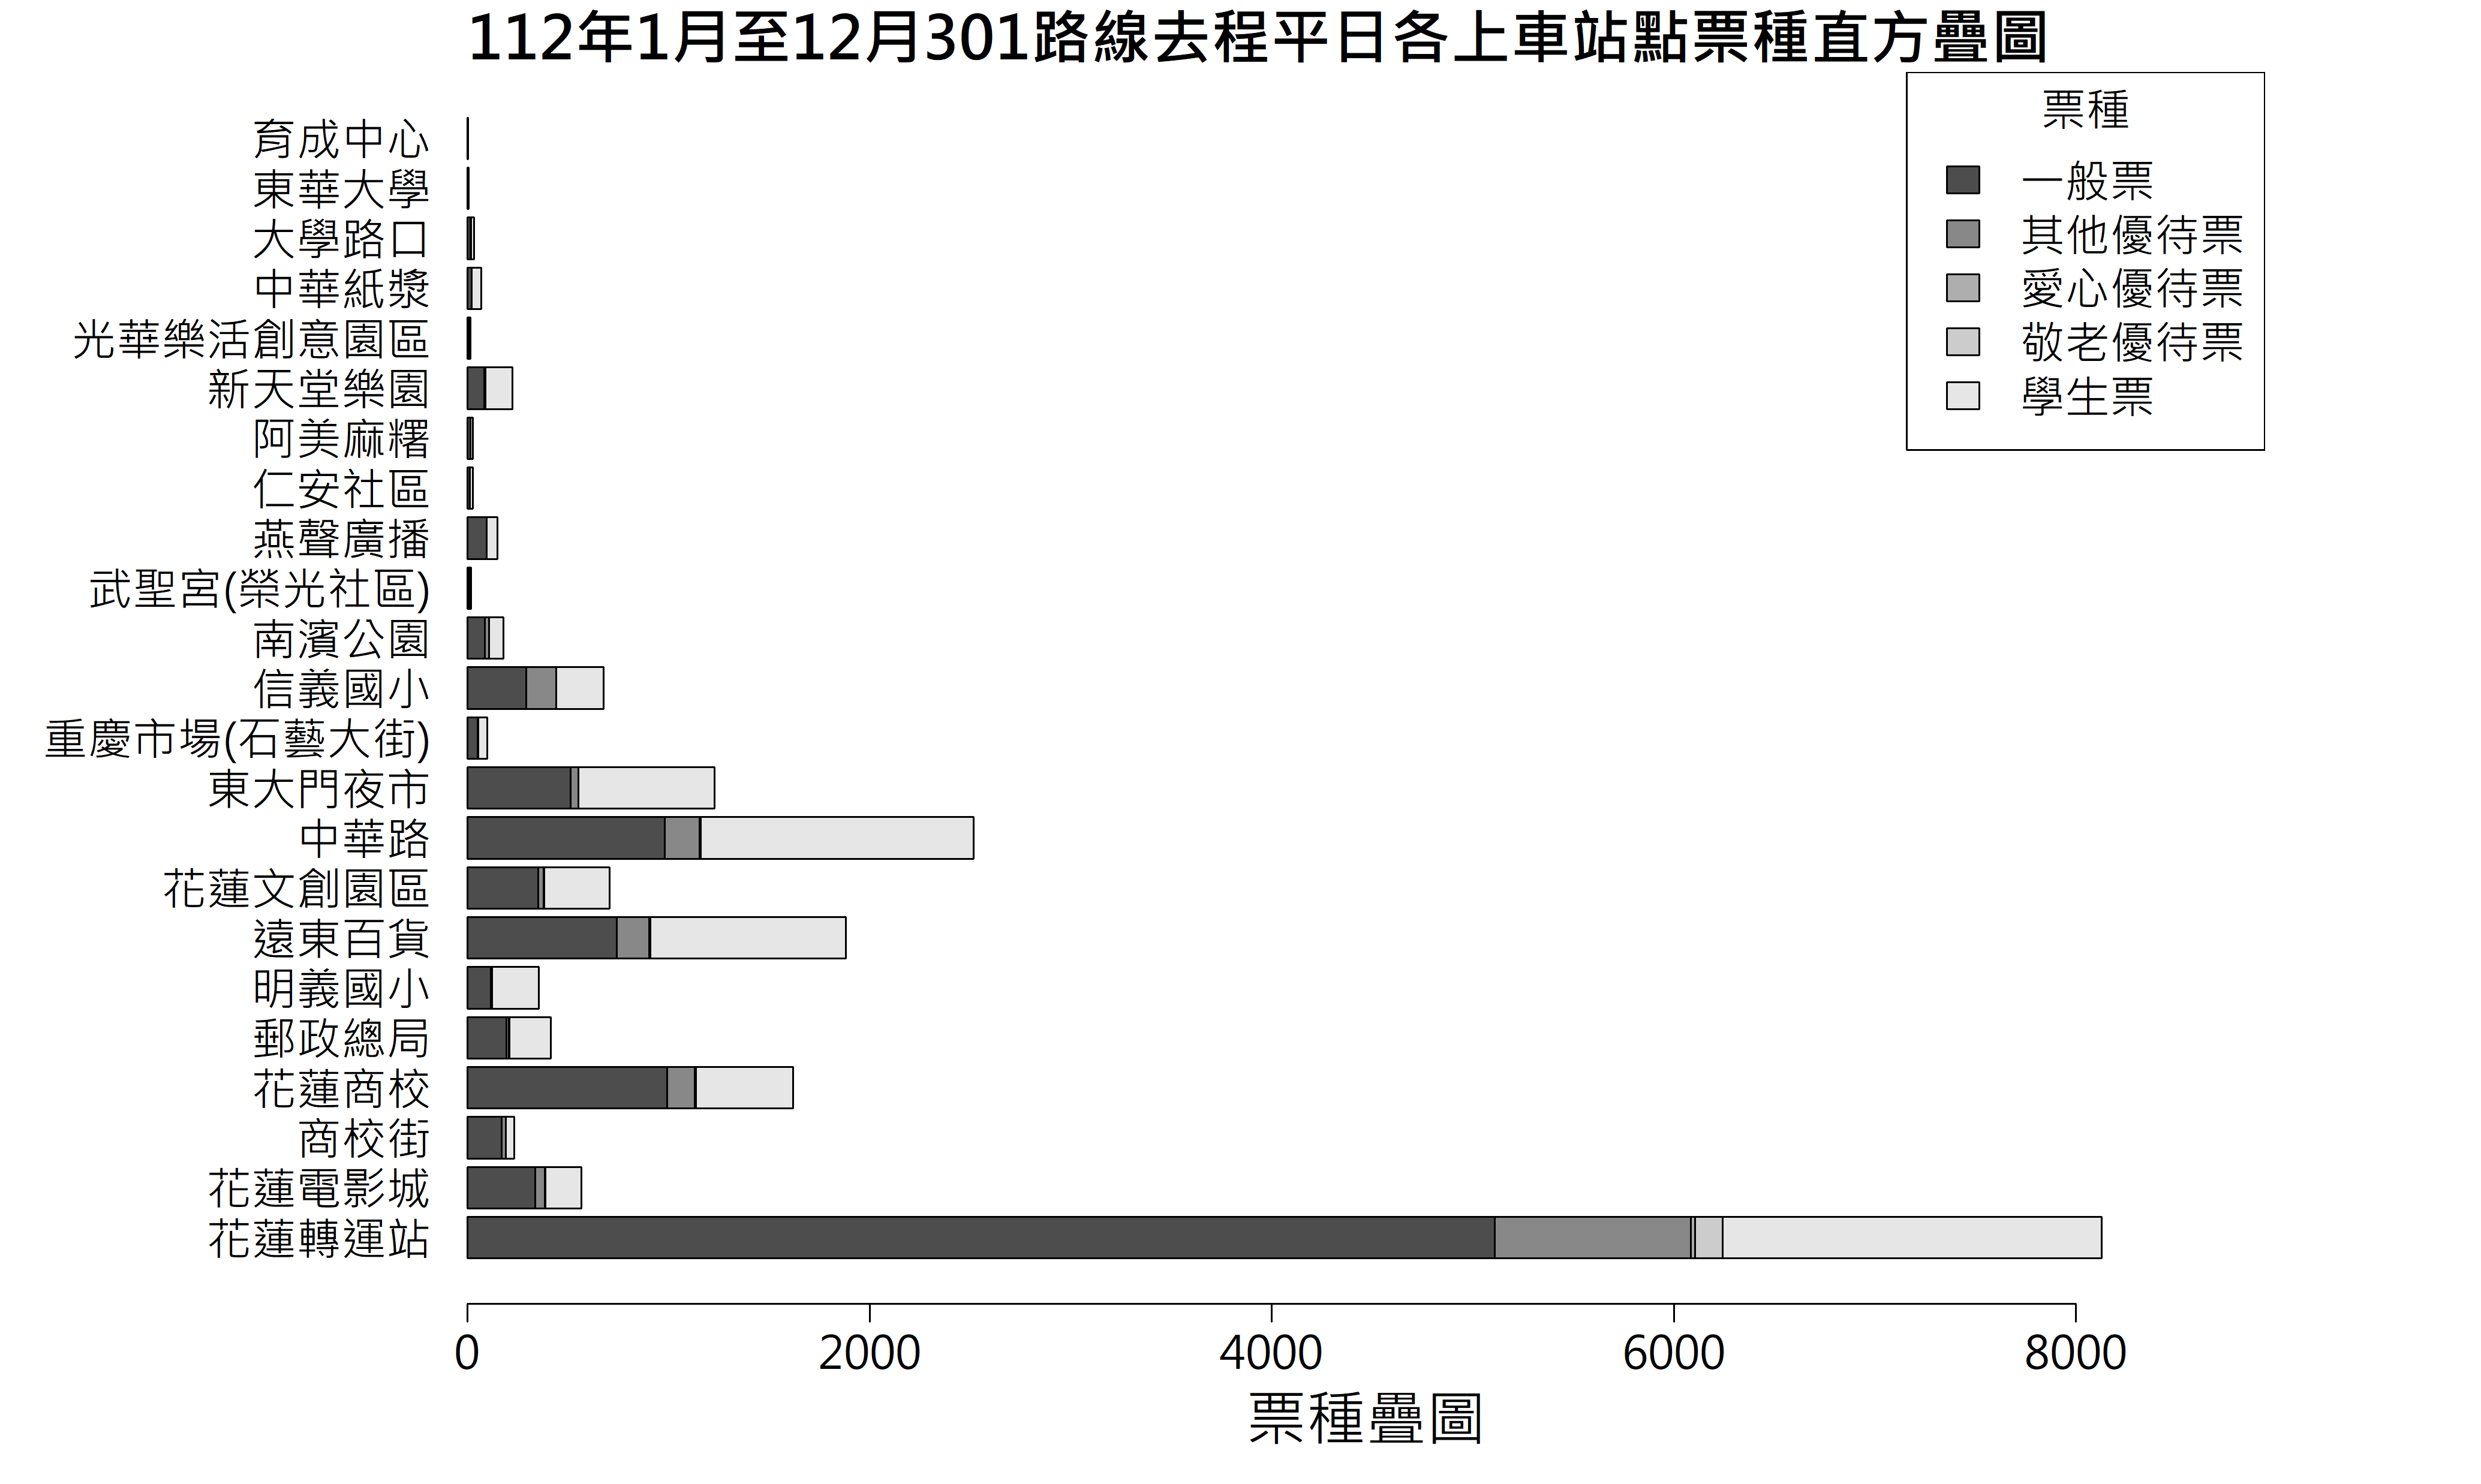 112年1月至12月301路線去程平日各上車站點票種直方疊圖
票種
一般票
其他優待票
愛心優待票
敬老優待票
學生票
育成中心
東華大學
大學路口
中華紙漿
光華樂活創意園區
新天堂樂園
阿美麻糬
仁安社區
燕聲廣播
武聖宮(榮光社區)
南濱公園
信義國小
重慶市場(石藝大街)
東大門夜市
中華路
花蓮文創園區
遠東百貨
明義國小
郵政總局
花蓮商校
商校街
花蓮電影城
花蓮轉運站
0 2000 4000 6000 8000
票種疊圖